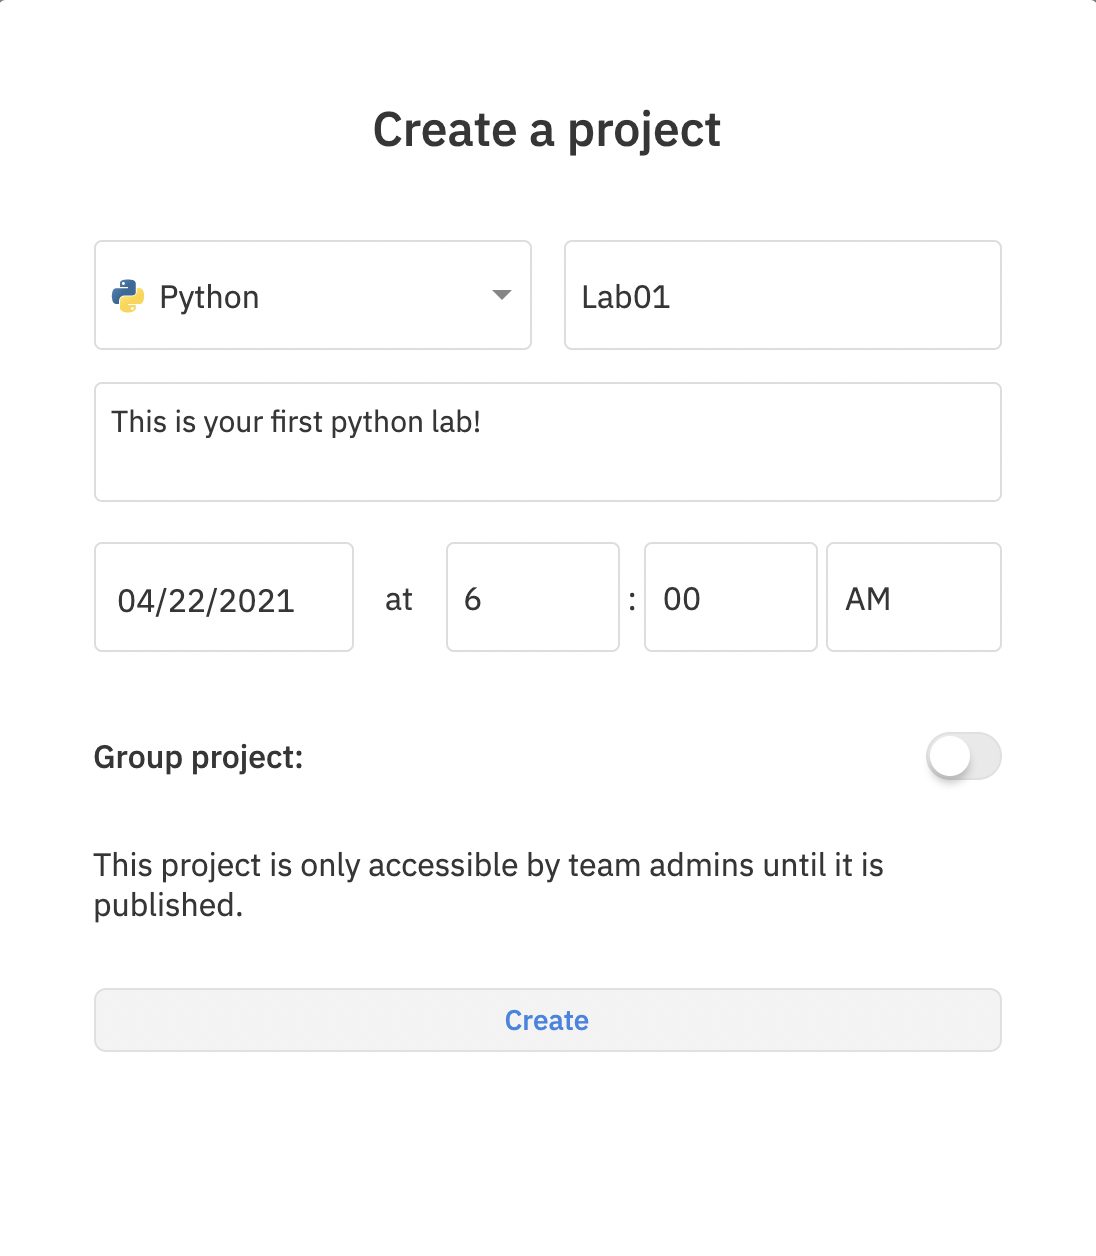 Create a project
Python
Lab01
This is your first python lab!
04/22/2021 at 6 : 00 AM
Group project:
This project is only accessible by team admins until it is
published.
Create